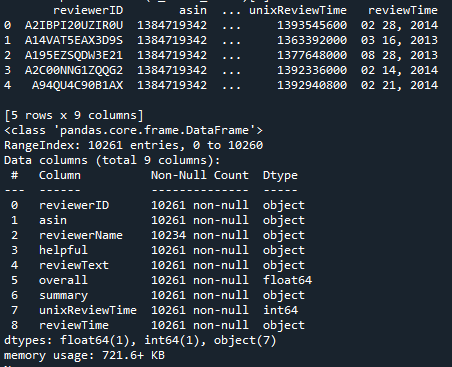 reviewerID asin ... unixReviewTime reviewTime
0 A2IBPI20UZIR0U 1384719342 ... 1393545600 02 28, 2014
1 A14VAT5EAX3D9S 1384719342 ... 1363392000 03 16, 2013
2 A195EZSQDW3E21 1384719342 ... 1377648000 08 28, 2013
3 A2C00NNG1ZQQG2 1384719342 ... 1392336000 02 14, 2014
4 A94QU4C90B1AX 1384719342 ... 1392940800 02 21, 2014
[5 rows x 9 columns]
<class 'pandas.core.frame.DataFrame'>
RangeIndex: 10261 entries, 0 to 10260
Data columns (total 9 columns):
# Column Non-Null Count Dtype
--- ------ -------------- -----
0 reviewerID 10261 non-null object
1 asin 10261 non-null object
2 reviewerName 10234 non-null object
3 helpful 10261 non-null object
4 reviewText 10261 non-null object
5 overall 10261 non-null float64
6 summary 10261 non-null object
7 unixReviewTime 10261 non-null int64
8 reviewTime 10261 non-null object
dtypes: float64(1), int64(1), object(7)
memory usage: 721.6+ KB